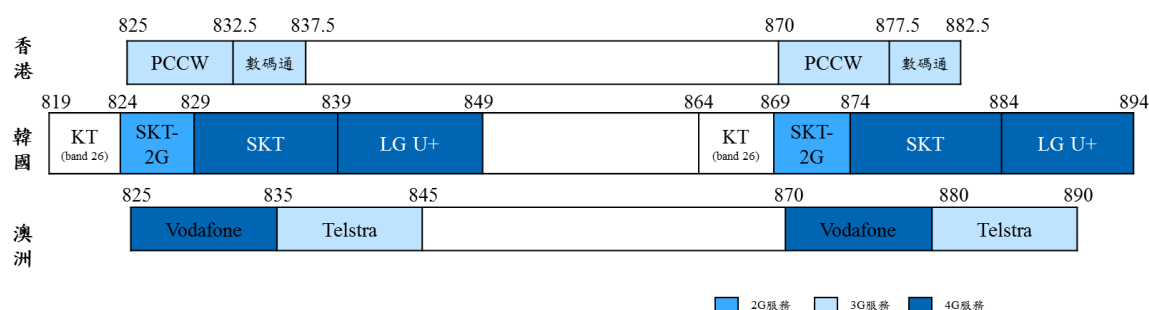 825 832.5 837.5 870 877.5 882.5
香港 PCCW 數碼通 PCCW 數碼通
819 824 829 839 849 864 869 874 884 894
韓國 KT (band 26) SKT-2G SKT LG U+ KT (band 26) SKT-2G SKT LG U+
825 835 845 870 880 890
澳洲 Vodafone Telstra Vodafone Telstra
2G服務 3G服務 4G服務